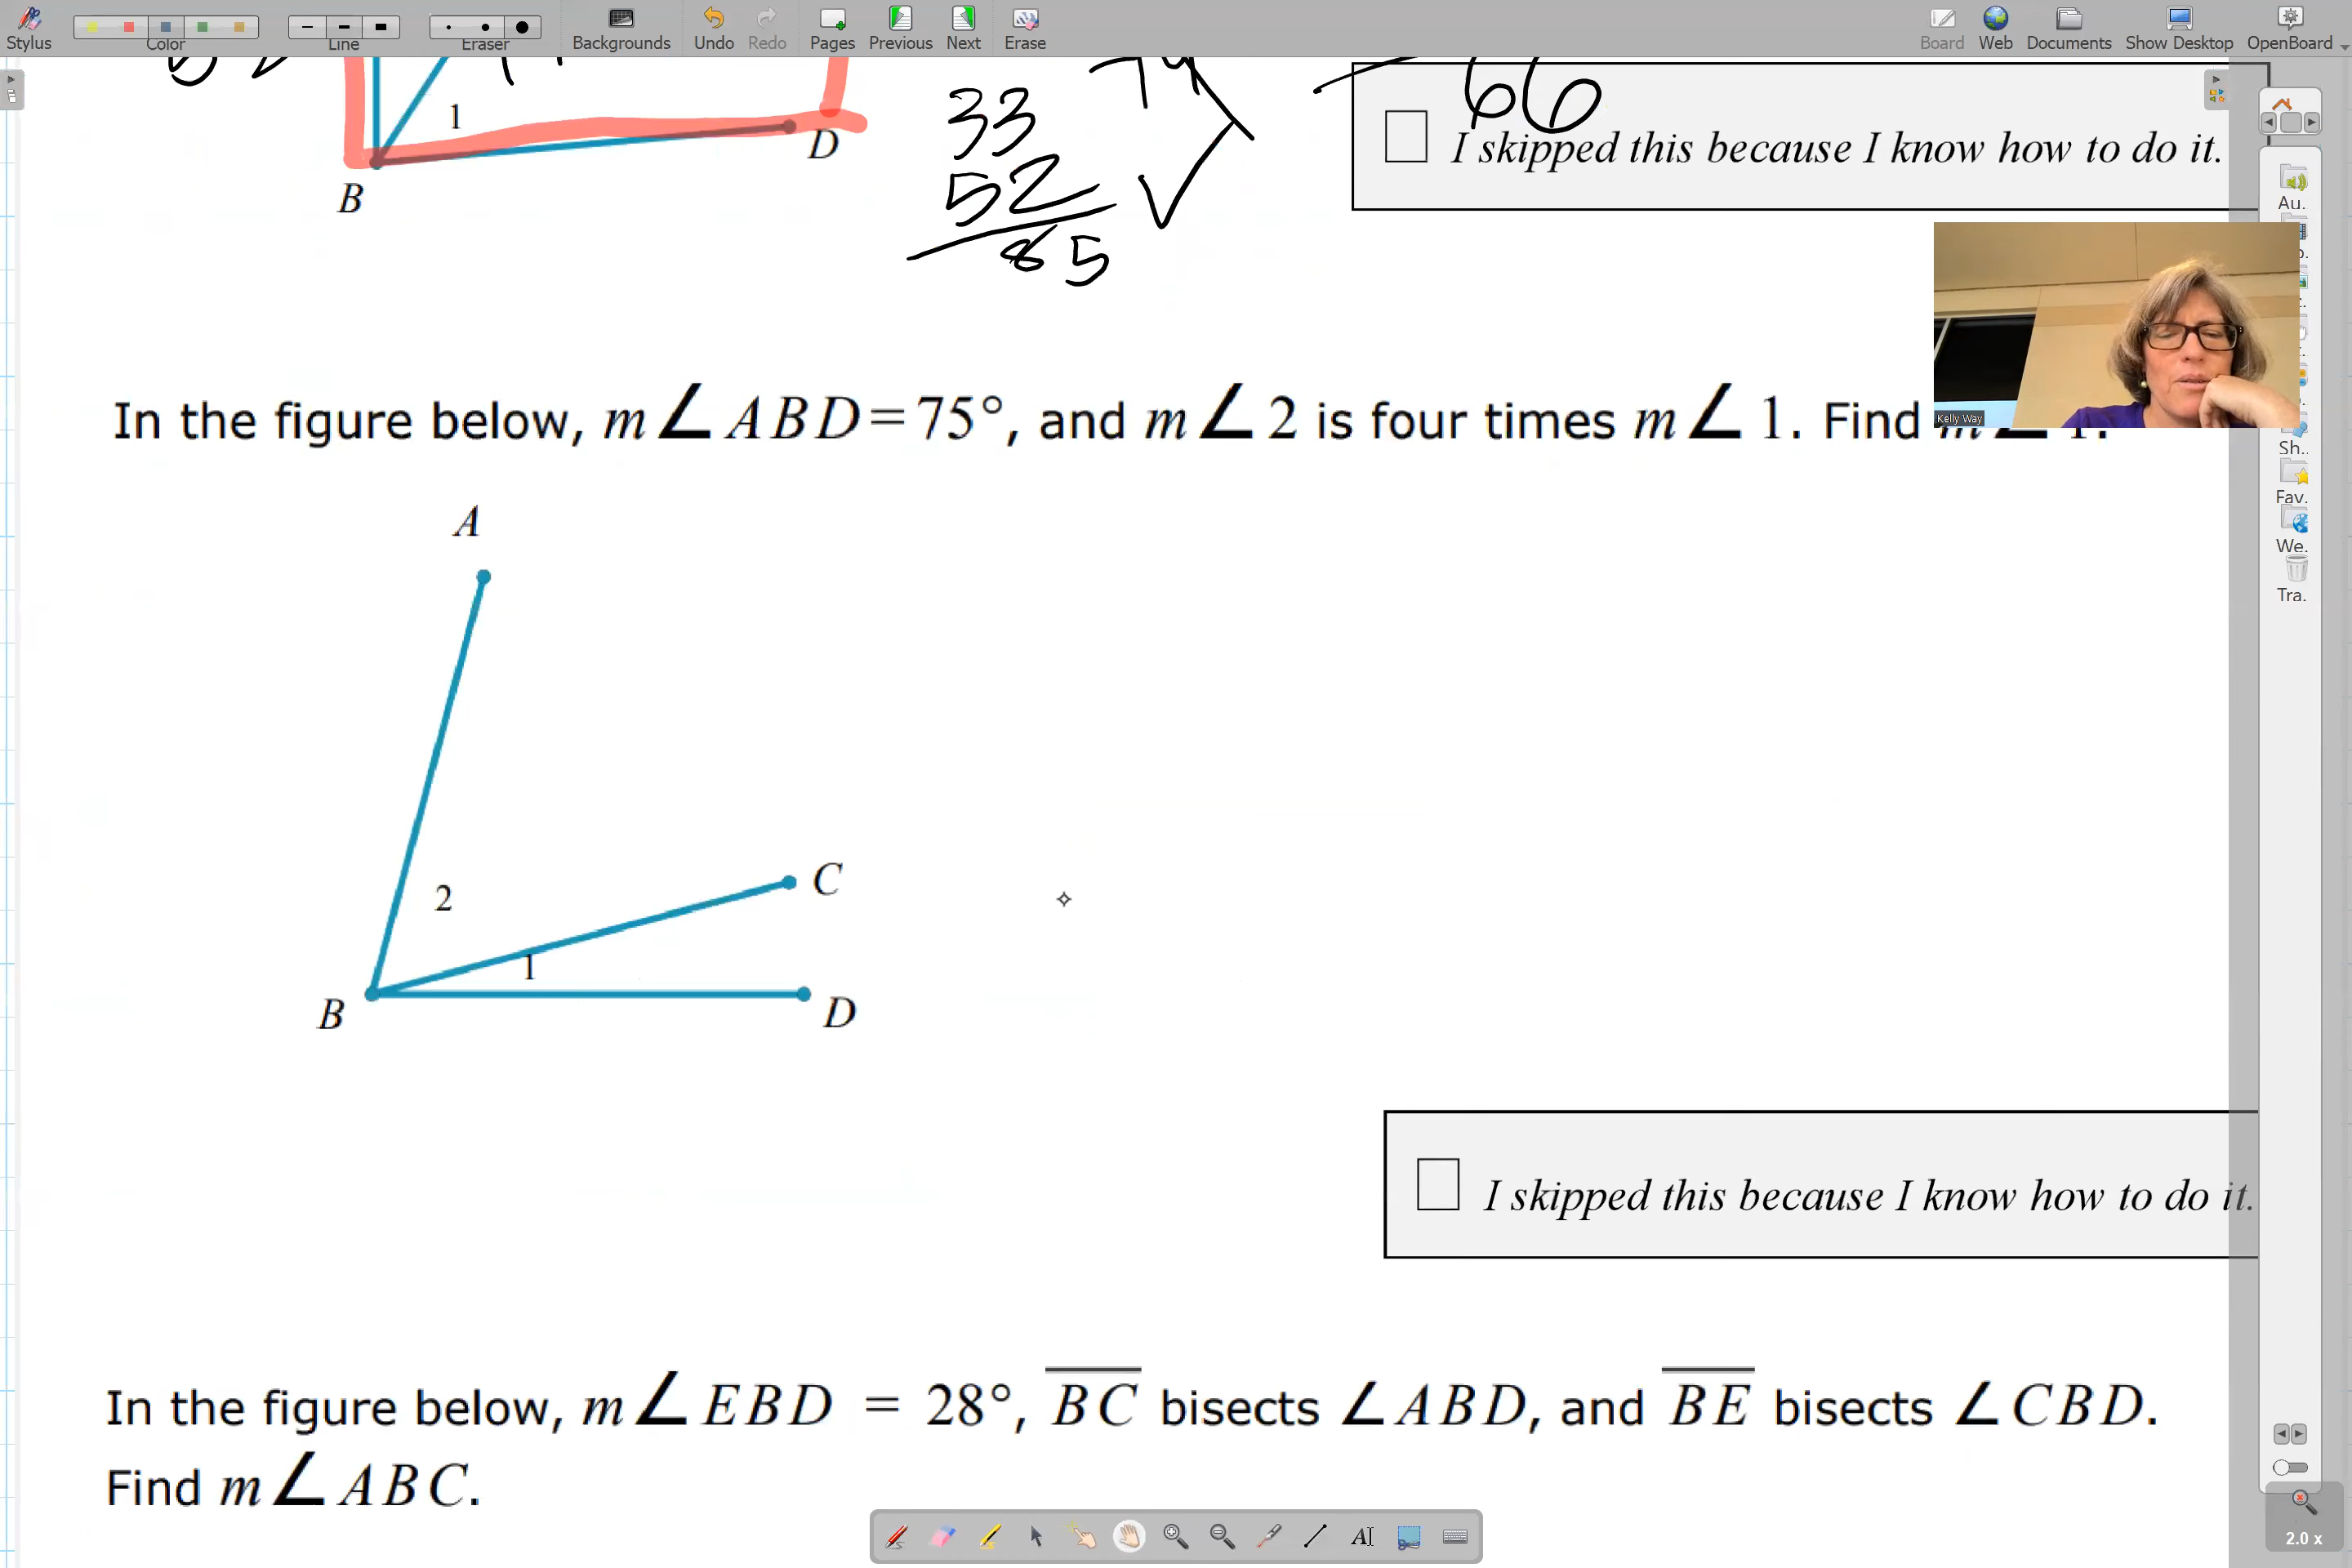 Stylus Color Line Eraser Backgrounds Undo Redo Pages Previous Next Erase Board Web Documents Show Desktop OpenBoard
1
D
B
33
52
85
66
I skipped this because I know how to do it.
Au.
Kelly Way
In the figure below, m∠ABD=75°, and m∠2 is four times m∠1. Find
Sh..
Fav.
We.
Tra.
A
2
C
1
B
D
I skipped this because I know how to do it.
In the figure below, m∠EBD = 28°, \overline{BC} bisects ∠ABD, and \overline{BE} bisects ∠CBD.
Find m∠ABC.
2.0 x